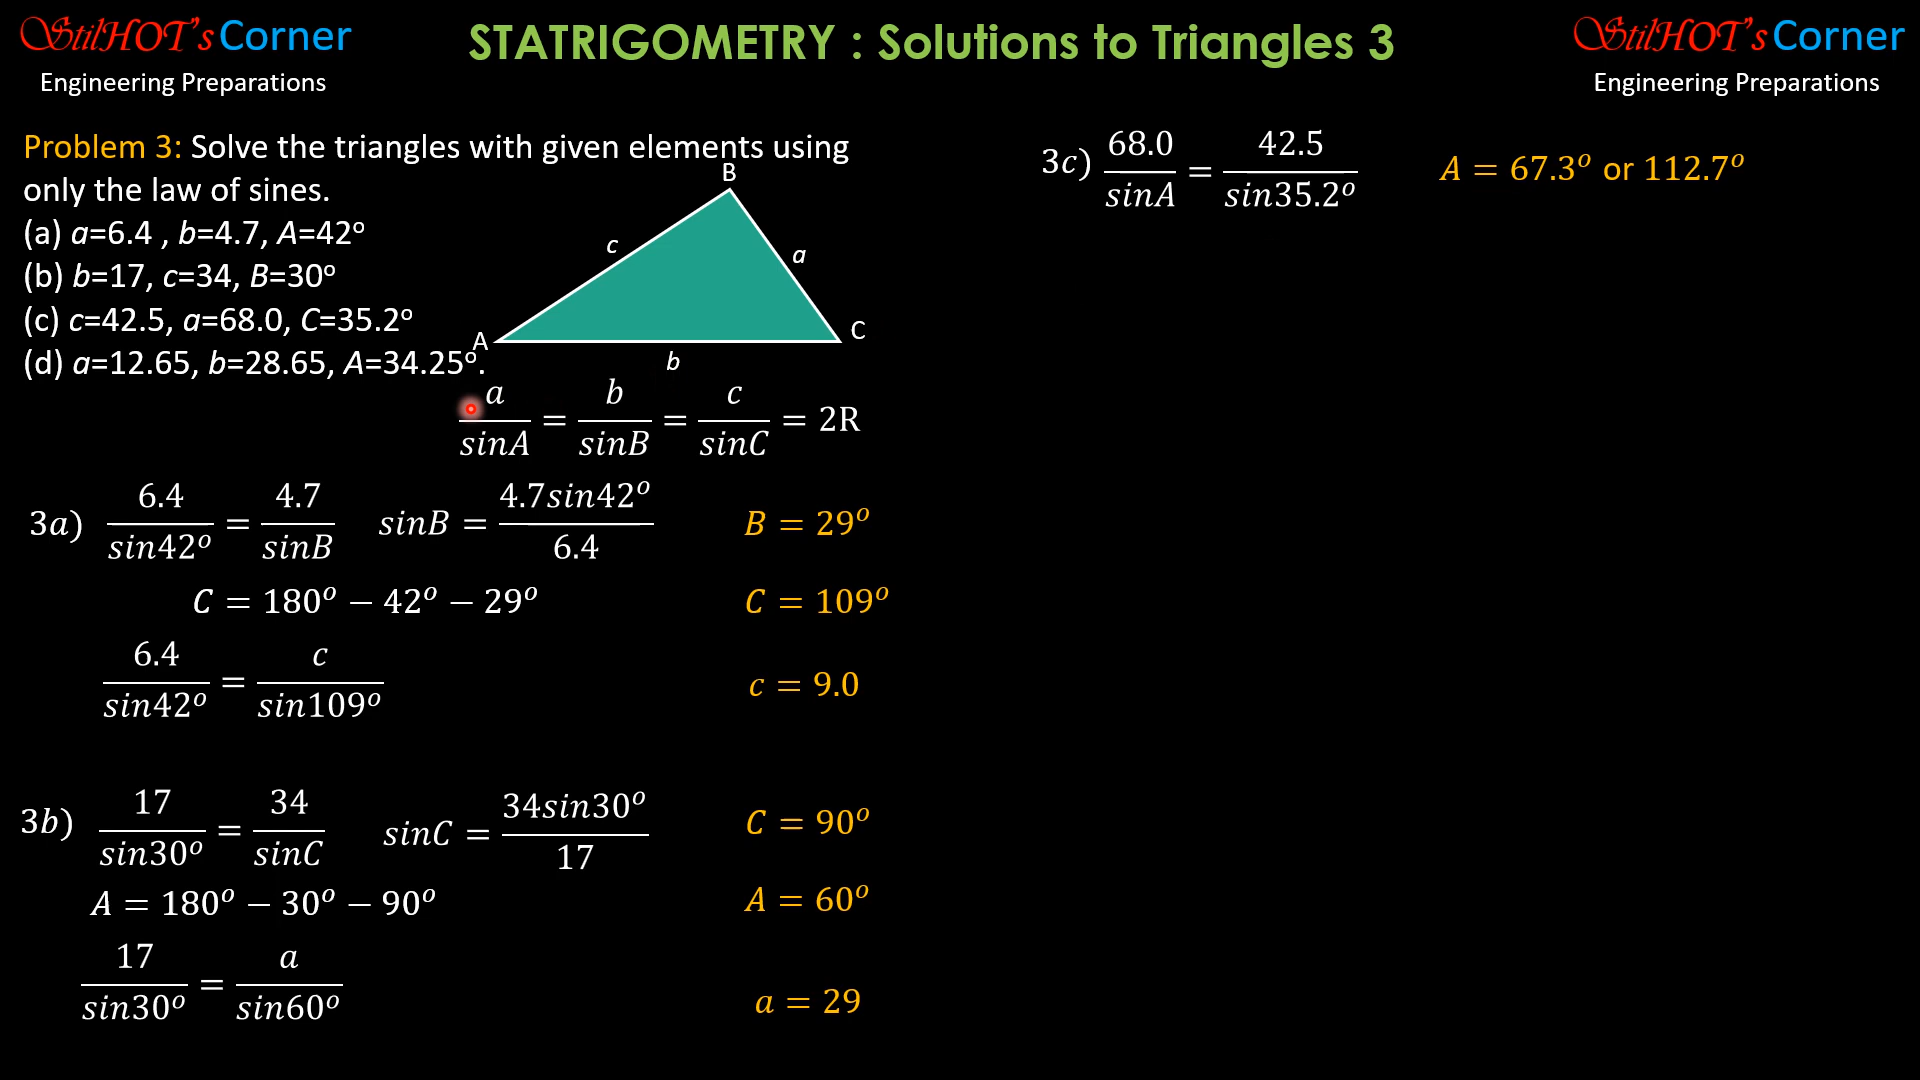 StilHOT's Corner
Engineering Preparations
STATRIGOMETRY : Solutions to Triangles 3
StilHOT's Corner
Engineering Preparations
Problem 3: Solve the triangles with given elements using
only the law of sines.
(a) a=6.4 , b=4.7, A=42°
(b) b=17, c=34, B=30°
(c) c=42.5, a=68.0, C=35.2°
(d) a=12.65, b=28.65, A=34.25°.
B
c
a
A
C
b
a/sinA = b/sinB = c/sinC = 2R
3a) 6.4/sin42° = 4.7/sinB sinB = 4.7sin42°/6.4 B = 29°
C = 180° − 42° − 29° C = 109°
6.4/sin42° = c/sin109° c = 9.0
3b) 17/sin30° = 34/sinC sinC = 34sin30°/17 C = 90°
A = 180° − 30° − 90° A = 60°
17/sin30° = a/sin60° a = 29
3c) 68.0/sinA = 42.5/sin35.2° A = 67.3° or 112.7°